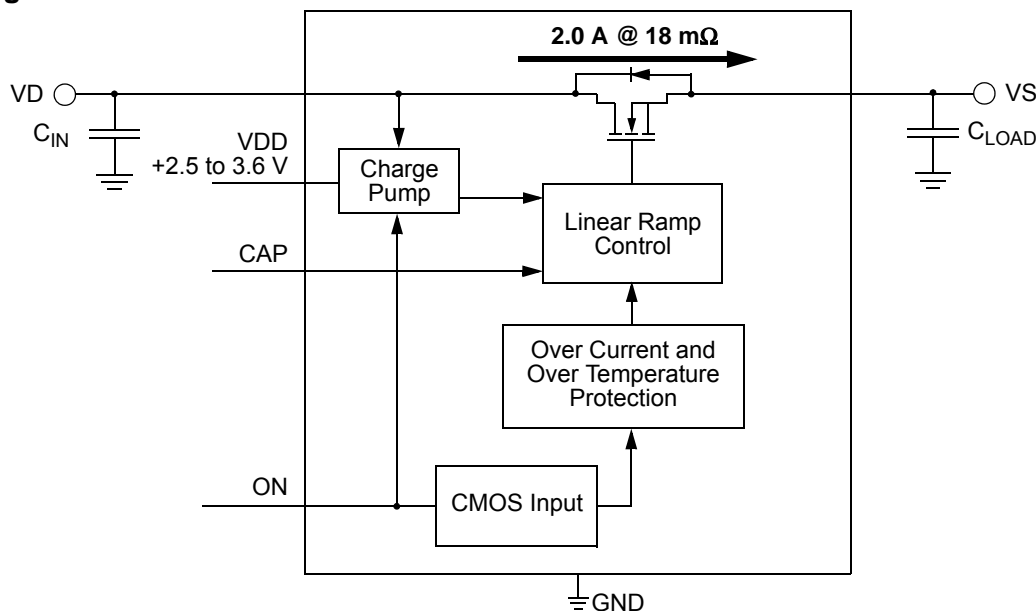 2.0 A @ 18 mΩ
VD
VS
CIN
CLOAD
VDD
+2.5 to 3.6 V
Charge
Pump
Linear Ramp
Control
CAP
Over Current and
Over Temperature
Protection
ON
CMOS Input
GND